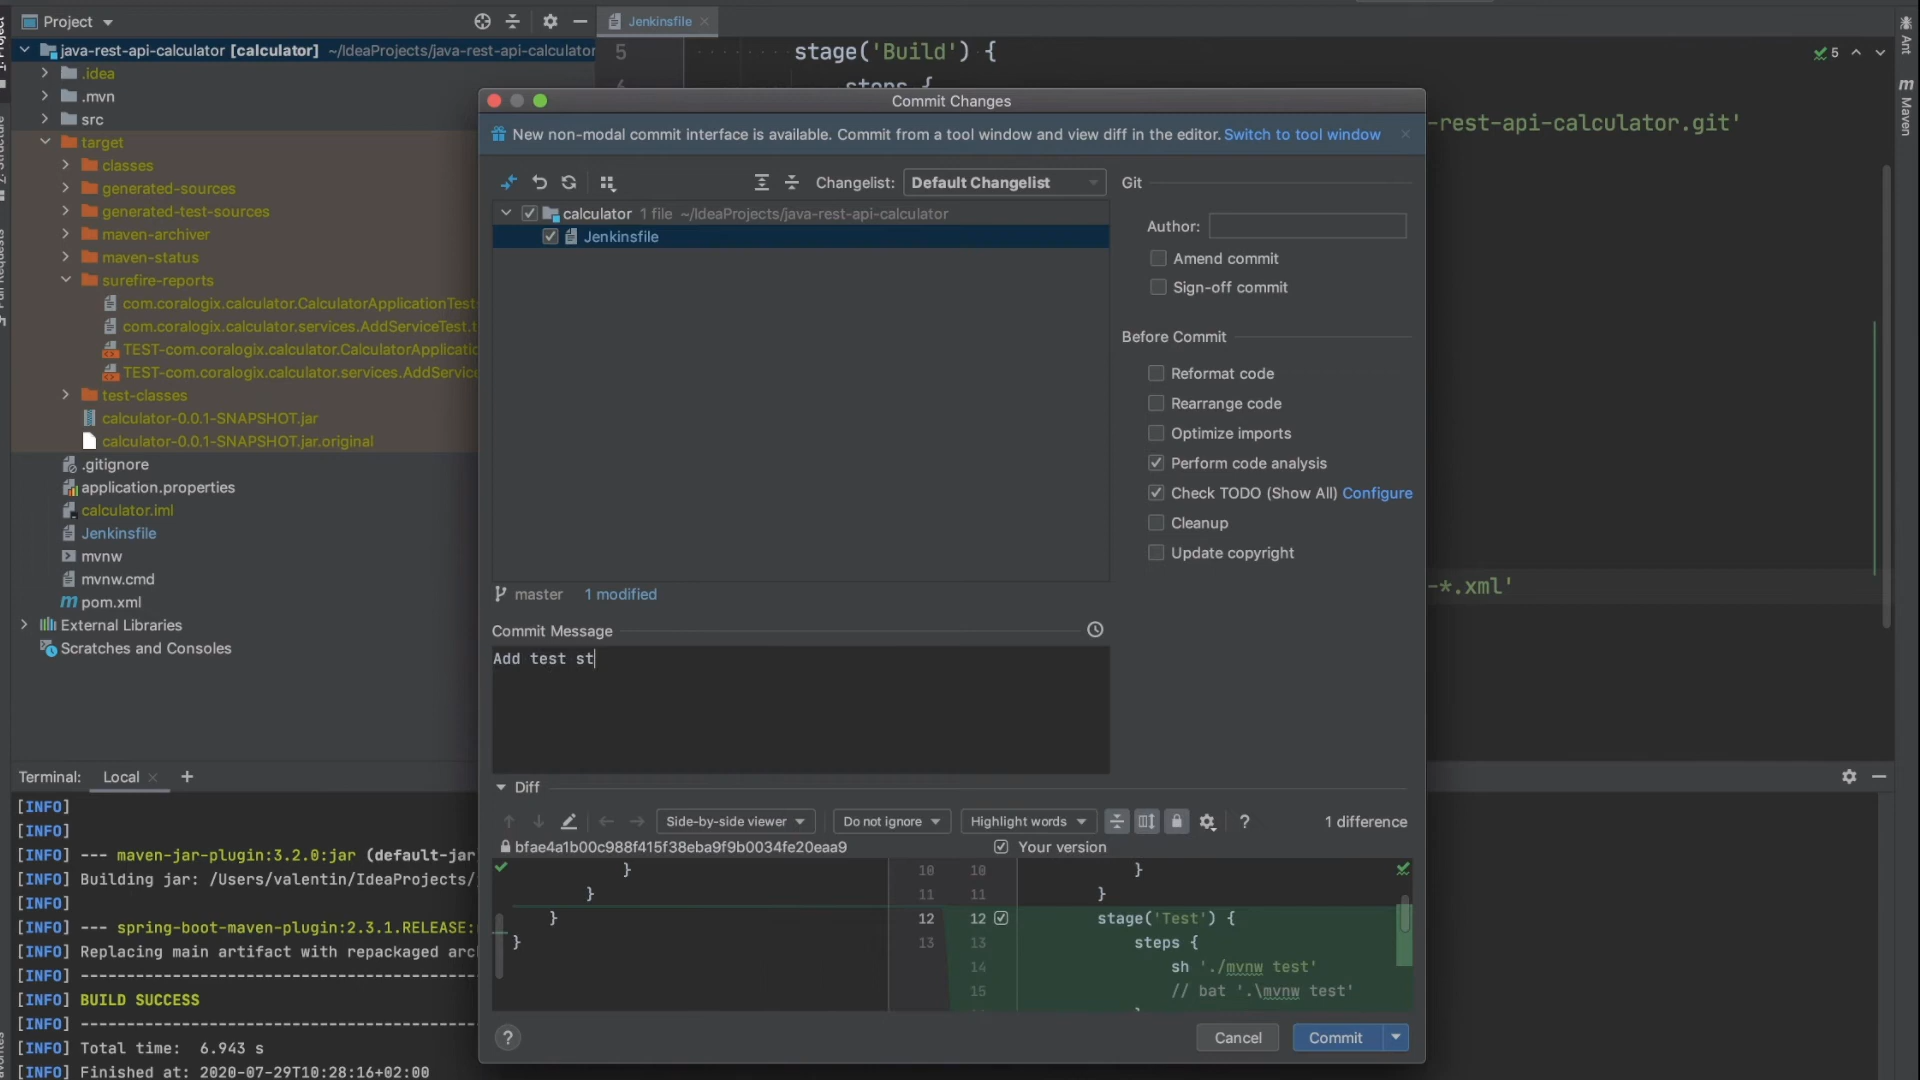 Project
Jenkinsfile
java-rest-api-calculator [calculator] ~/IdeaProjects/java-rest-api-calculator
.idea
.mvn
src
target
classes
generated-sources
generated-test-sources
maven-archiver
maven-status
surefire-reports
com.coralogix.calculator.CalculatorApplicationTest
com.coralogix.calculator.services.AddServiceTest.t
TEST-com.coralogix.calculator.CalculatorApplicatio
TEST-com.coralogix.calculator.services.AddService
test-classes
calculator-0.0.1-SNAPSHOT.jar
calculator-0.0.1-SNAPSHOT.jar.original
.gitignore
application.properties
calculator.iml
Jenkinsfile
mvnw
mvnw.cmd
pom.xml
External Libraries
Scratches and Consoles
5 stage('Build') {
steps {
5
-rest-api-calculator.git'
-*.xml'
Ant
Maven
Commit Changes
New non-modal commit interface is available. Commit from a tool window and view diff in the editor. Switch to tool window
Changelist: Default Changelist
calculator 1 file ~/IdeaProjects/java-rest-api-calculator
Jenkinsfile
master 1 modified
Git
Author:
Amend commit
Sign-off commit
Before Commit
Reformat code
Rearrange code
Optimize imports
Perform code analysis
Check TODO (Show All) Configure
Cleanup
Update copyright
Commit Message
Add test st
Diff
Side-by-side viewer Do not ignore Highlight words ? 1 difference
bfae4a1b00c988f415f38eba9f9b0034fe20eaa9 Your version
} 10 10 }
} 11 11 }
} 12 12 stage('Test') {
} 13 13 steps {
14 sh './mvnw test'
15 // bat '.\mvnw test'
? Cancel Commit
Terminal: Local
[INFO]
[INFO]
[INFO] --- maven-jar-plugin:3.2.0:jar (default-jar
[INFO] Building jar: /Users/valentin/IdeaProjects/
[INFO]
[INFO] --- spring-boot-maven-plugin:2.3.1.RELEASE:
[INFO] Replacing main artifact with repackaged arc
[INFO] ------------------------------------------
[INFO] BUILD SUCCESS
[INFO] ------------------------------------------
[INFO] Total time:  6.943 s
[INFO] Finished at: 2020-07-29T10:28:16+02:00